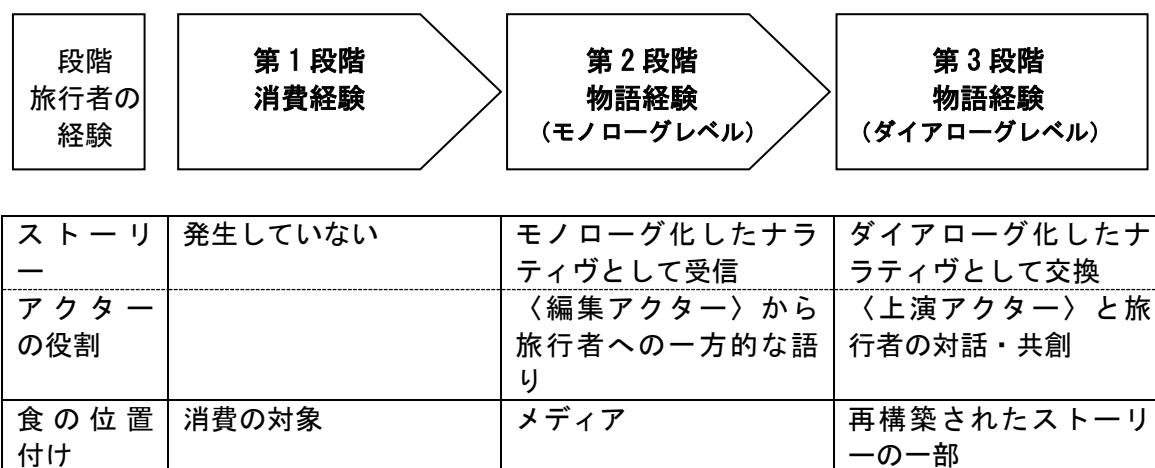 段階
旅行者の
経験
第1段階
消費経験
第2段階
物語経験
（モノローグレベル）
第3段階
物語経験
（ダイアローグレベル）
ストーリ
ー
発生していない
モノローグ化したナラ
ティヴとして受信
ダイアローグ化したナ
ラティヴとして交換
アクター
の役割
〈編集アクター〉から
旅行者への一方的な語
り
〈上演アクター〉と旅
行者の対話・共創
食の位置
付け
消費の対象
メディア
再構築されたストーリ
ーの一部